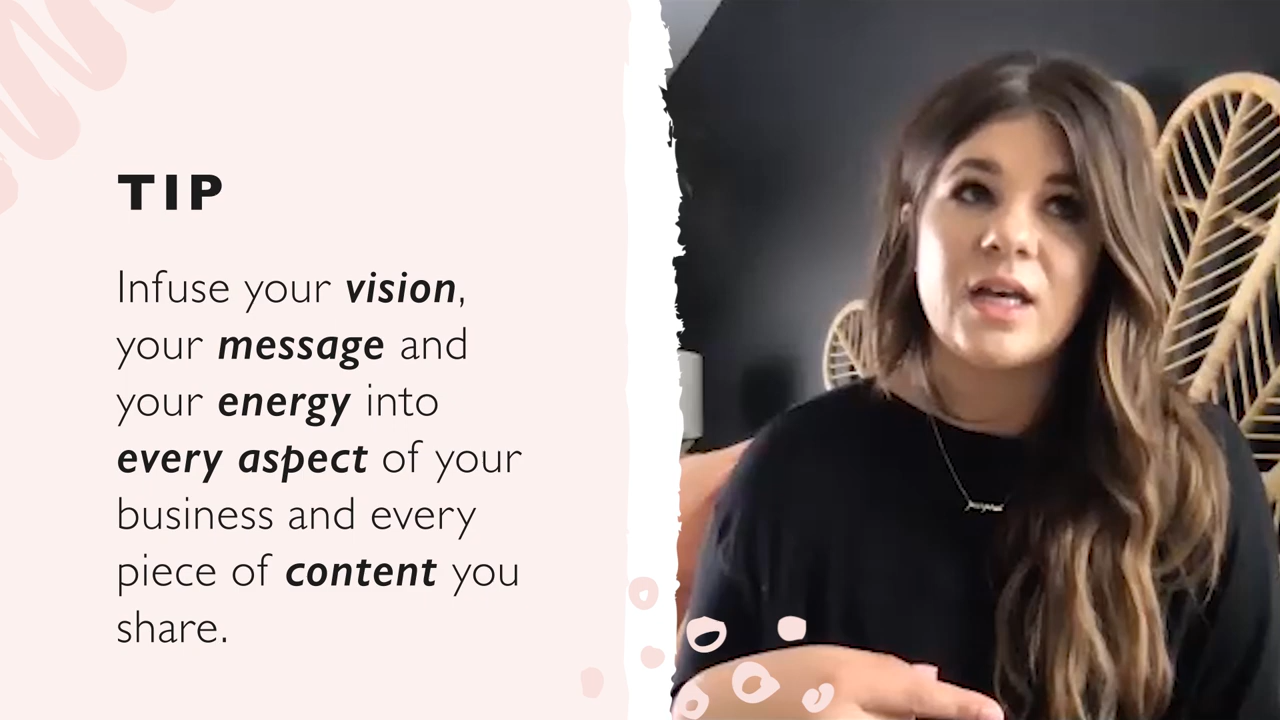 TIP
Infuse your vision,
your message and
your energy into
every aspect of your
business and every
piece of content you
share.